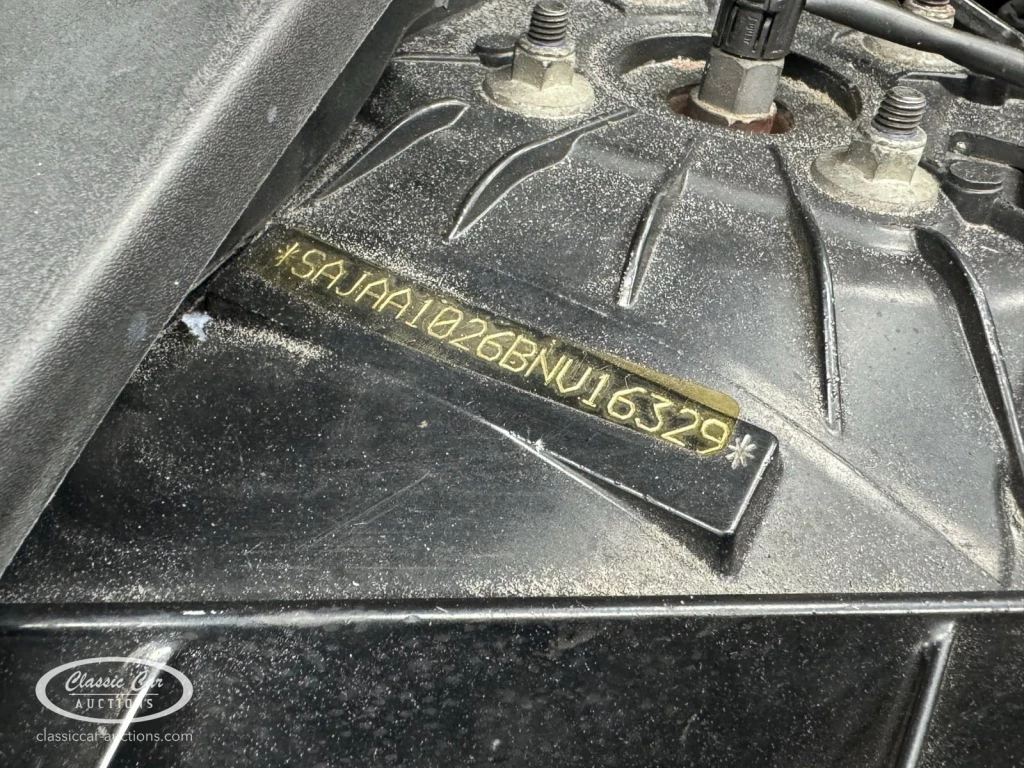 *SAJAA1026BNV16329*
Classic Car
AUCTIONS
classiccar-auctions.com